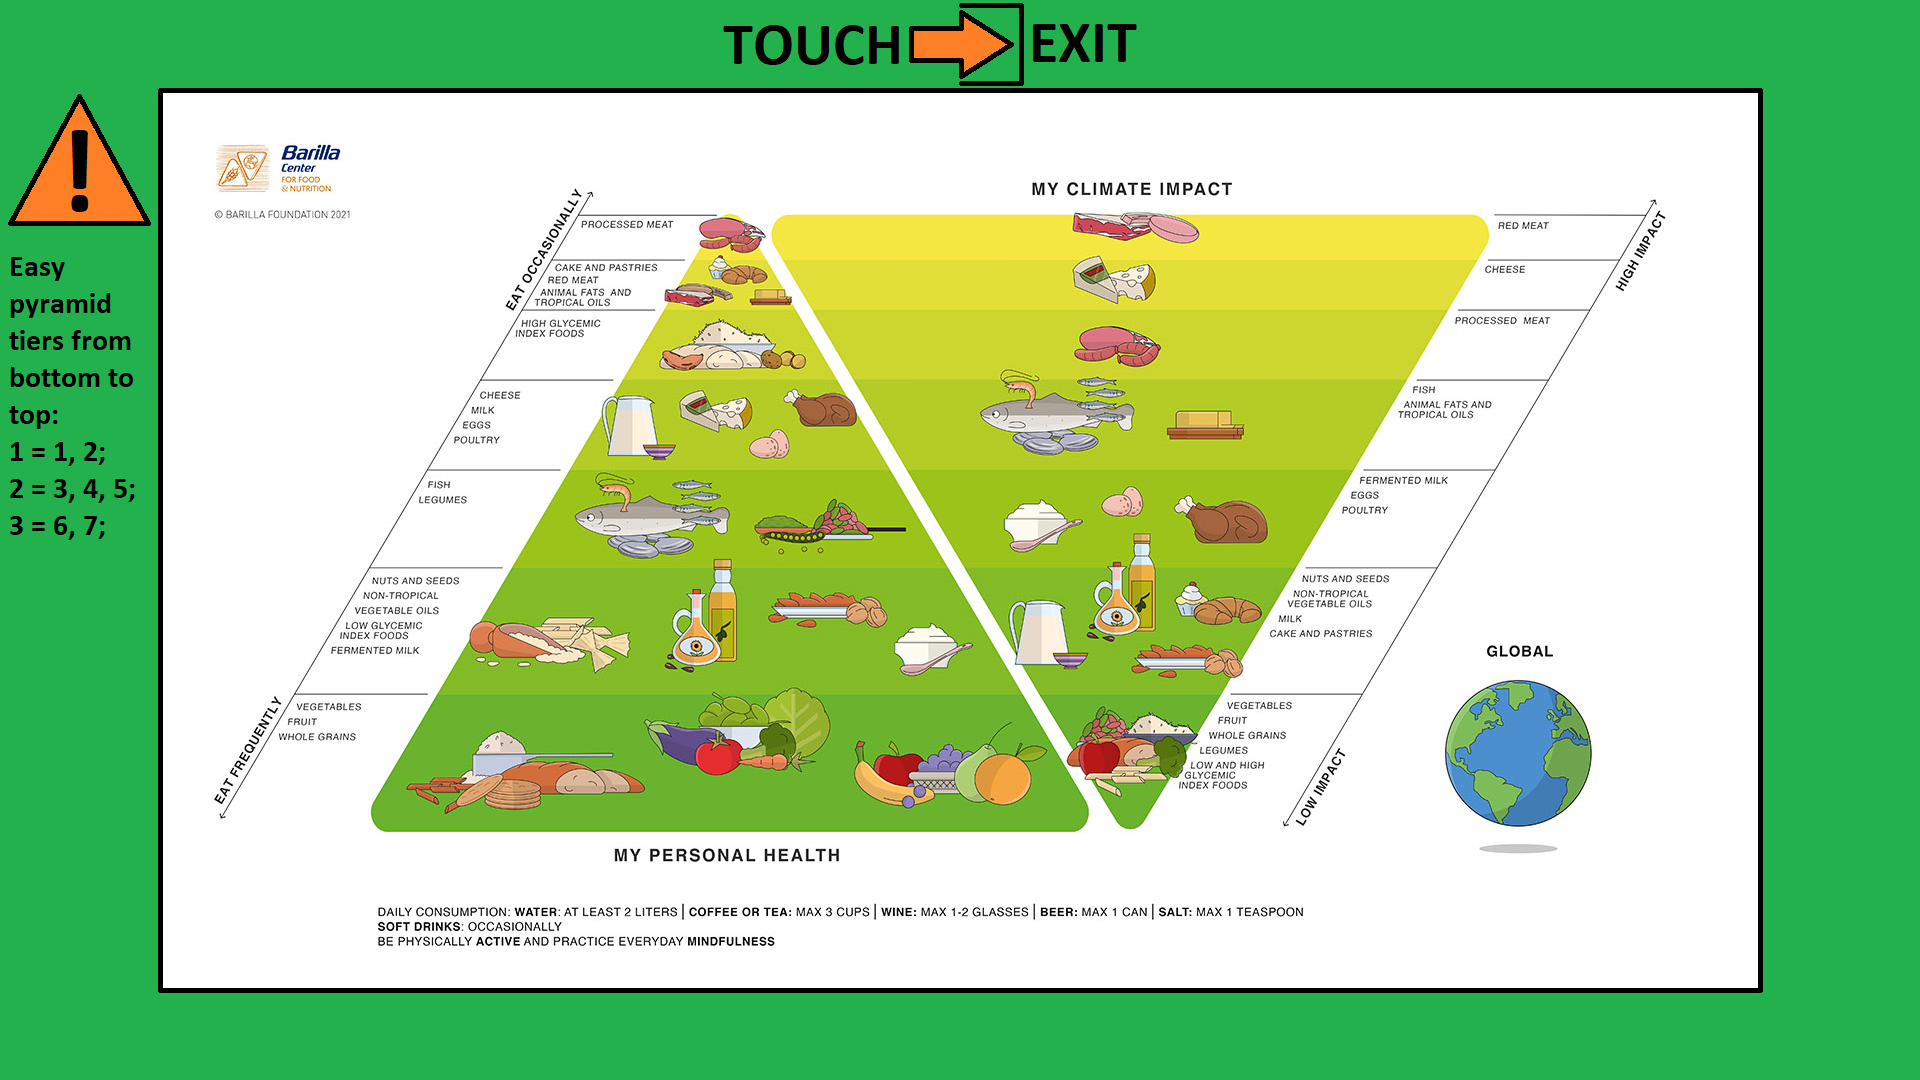 TOUCH EXIT
!
Easy
pyramid
tiers from
bottom to
top:
1 = 1, 2;
2 = 3, 4, 5;
3 = 6, 7;
Barilla
Center
FOR FOOD
& NUTRITION
© BARILLA FOUNDATION 2021
EAT OCCASIONALLY
PROCESSED MEAT
CAKE AND PASTRIES
RED MEAT
ANIMAL FATS AND
TROPICAL OILS
HIGH GLYCEMIC
INDEX FOODS
CHEESE
MILK
EGGS
POULTRY
FISH
LEGUMES
NUTS AND SEEDS
NON-TROPICAL
VEGETABLE OILS
LOW GLYCEMIC
INDEX FOODS
FERMENTED MILK
VEGETABLES
FRUIT
WHOLE GRAINS
EAT FREQUENTLY
MY PERSONAL HEALTH
MY CLIMATE IMPACT
HIGH IMPACT
RED MEAT
CHEESE
PROCESSED MEAT
FISH
ANIMAL FATS AND
TROPICAL OILS
FERMENTED MILK
EGGS
POULTRY
NUTS AND SEEDS
NON-TROPICAL
VEGETABLE OILS
MILK
CAKE AND PASTRIES
VEGETABLES
FRUIT
WHOLE GRAINS
LEGUMES
LOW AND HIGH
GLYCEMIC
INDEX FOODS
LOW IMPACT
GLOBAL
DAILY CONSUMPTION: WATER: AT LEAST 2 LITERS | COFFEE OR TEA: MAX 3 CUPS | WINE: MAX 1-2 GLASSES | BEER: MAX 1 CAN | SALT: MAX 1 TEASPOON
SOFT DRINKS: OCCASIONALLY
BE PHYSICALLY ACTIVE AND PRACTICE EVERYDAY MINDFULNESS